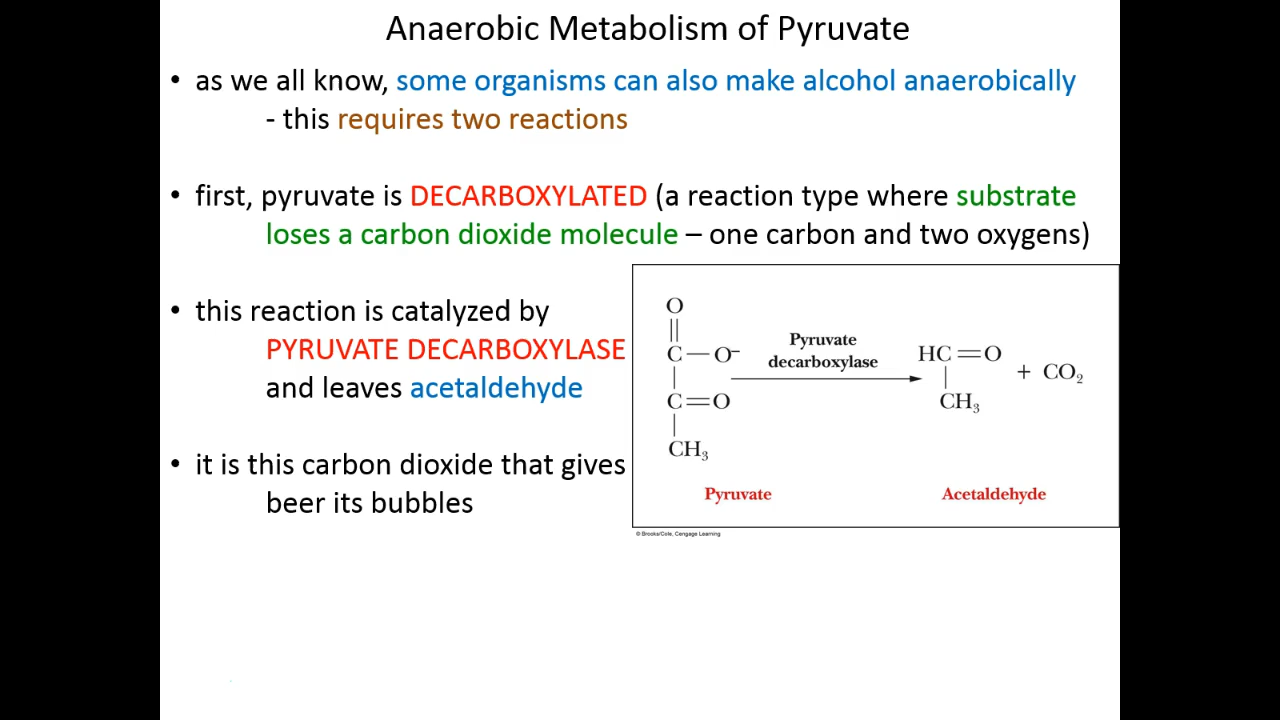 Anaerobic Metabolism of Pyruvate
• as we all know, some organisms can also make alcohol anaerobically
- this requires two reactions
• first, pyruvate is DECARBOXYLATED (a reaction type where substrate
loses a carbon dioxide molecule – one carbon and two oxygens)
• this reaction is catalyzed by
PYRUVATE DECARBOXYLASE
and leaves acetaldehyde
• it is this carbon dioxide that gives
beer its bubbles
O
C—O⁻
C=O
CH₃
Pyruvate
Pyruvate
decarboxylase
HC=O
CH₃
+ CO₂
Acetaldehyde
© Brooks/Cole, Cengage Learning